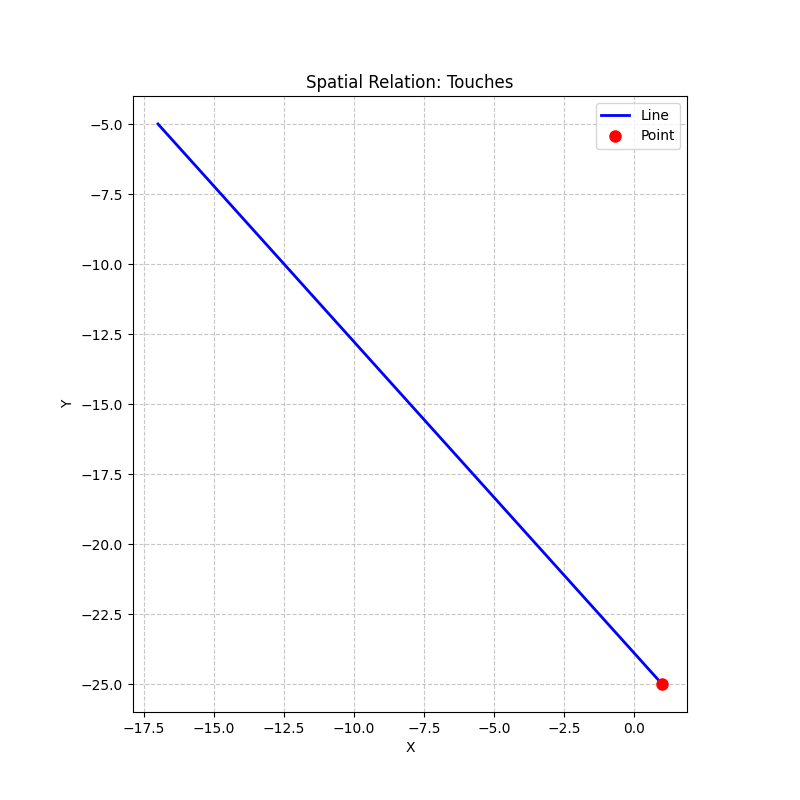 Spatial Relation: Touches
Line
Point
−5.0
−7.5
−10.0
−12.5
−15.0
−17.5
−20.0
−22.5
−25.0
Y
−17.5 −15.0 −12.5 −10.0 −7.5 −5.0 −2.5 0.0
X